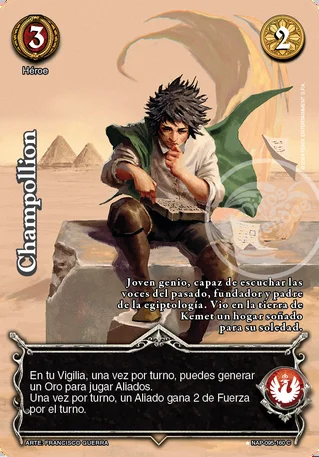 3
2
Héroe
Champollion
Joven genio, capaz de escuchar las
voces del pasado, fundador y padre
de la egiptología. Vio en la tierra de
Kemet un hogar soñado
para su soledad.
En tu Vigilia, una vez por turno, puedes generar
un Oro para jugar Aliados.
Una vez por turno, un Aliado gana 2 de Fuerza
por el turno.
ARTE: FRANCISCO GUERRA
NAP-095-160 C